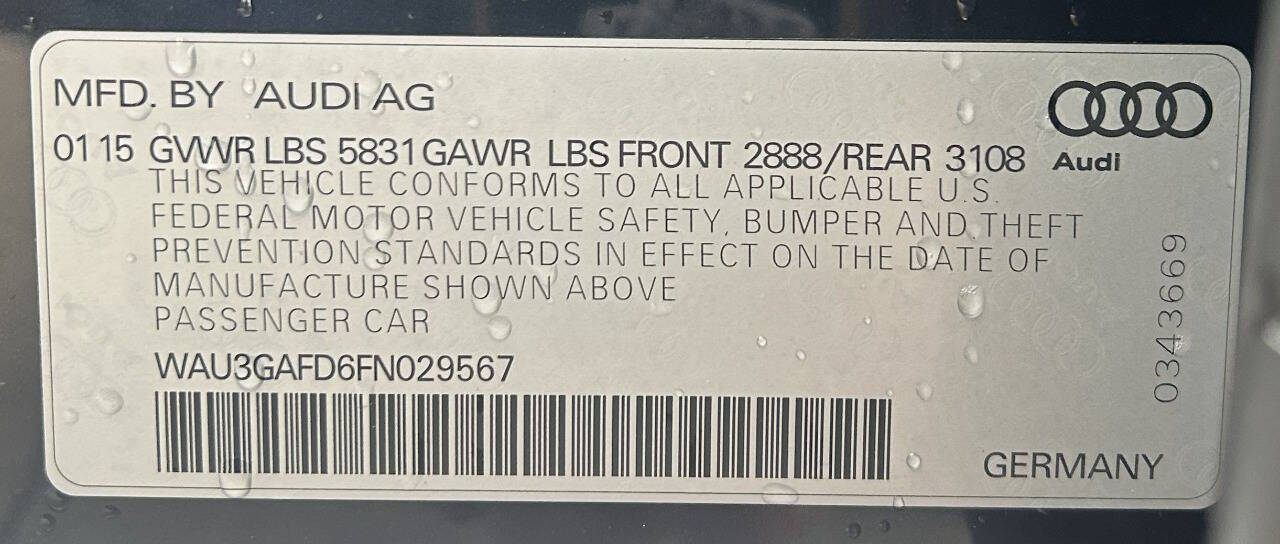 MFD. BY AUDI AG
01 15 GVWR LBS 5831 GAWR LBS FRONT 2888/REAR 3108
Audi
THIS VEHICLE CONFORMS TO ALL APPLICABLE U.S.
FEDERAL MOTOR VEHICLE SAFETY, BUMPER AND THEFT
PREVENTION STANDARDS IN EFFECT ON THE DATE OF
MANUFACTURE SHOWN ABOVE
PASSENGER CAR
WAU3GAFD6FN029567
GERMANY
0343669